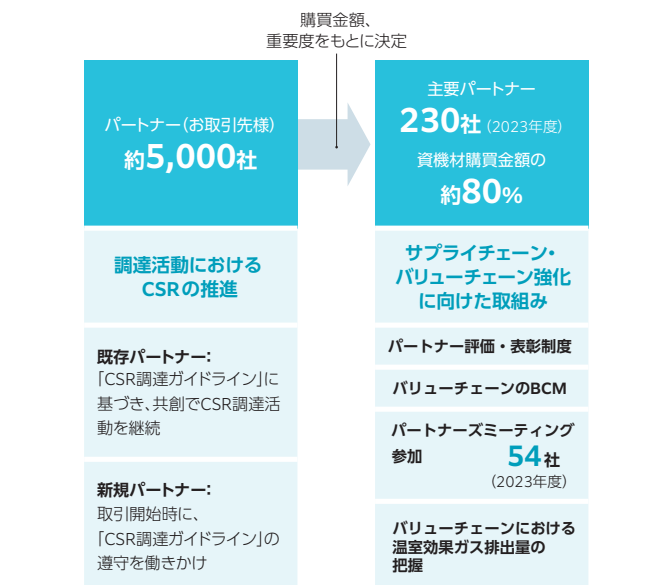 購買金額、
重要度をもとに決定
パートナー（お取引先様）
約5,000社
調達活動における
CSRの推進
既存パートナー：
「CSR調達ガイドライン」に
基づき、共創でCSR調達活
動を継続
新規パートナー：
取引開始時に、
「CSR調達ガイドライン」の
遵守を働きかけ
主要パートナー
230社（2023年度）
資機材購買金額の
約80%
サプライチェーン・
バリューチェーン強化
に向けた取組み
パートナー評価・表彰制度
バリューチェーンのBCM
パートナーズミーティング
参加 54社
（2023年度）
バリューチェーンにおける
温室効果ガス排出量の
把握